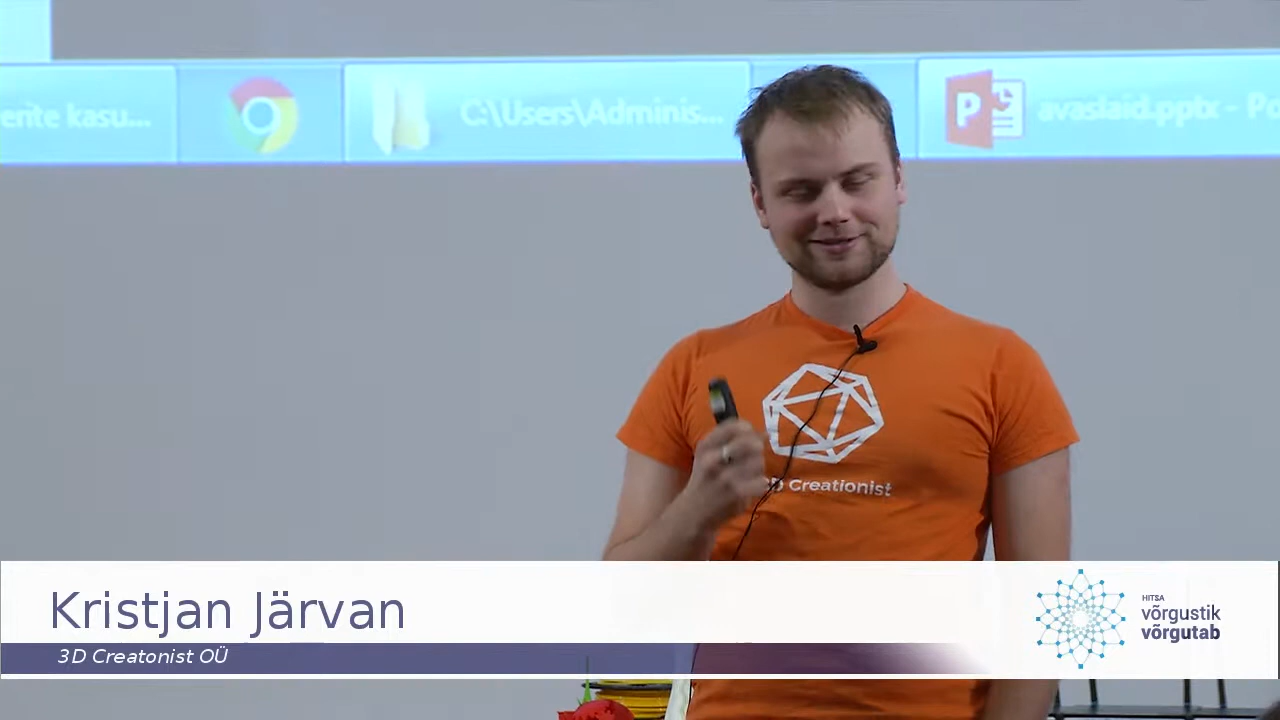 ente kasu...
C:\Users\Adminis...
avaslaid.pptx - Po
P
3D Creationist
Kristjan Järvan
3D Creatonist OÜ
HITSA
võrgustik
võrgutab